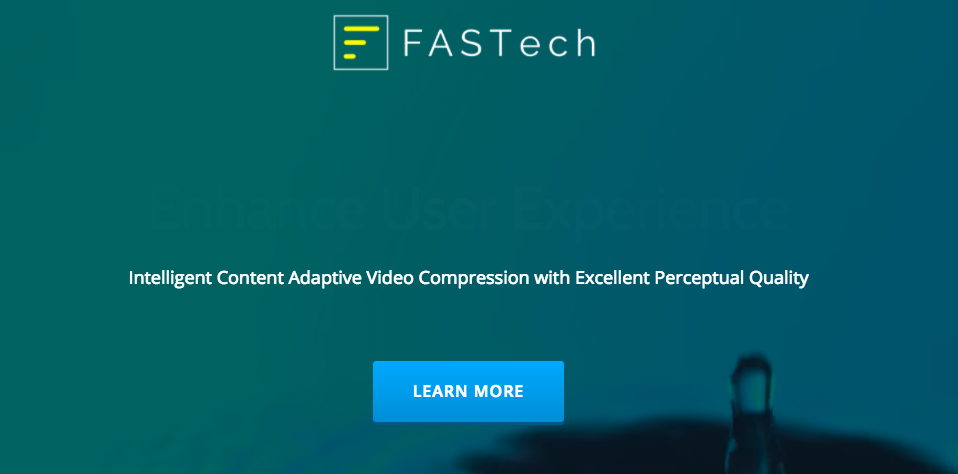 FASTech
Enhance User Experience
Intelligent Content Adaptive Video Compression with Excellent Perceptual Quality
LEARN MORE